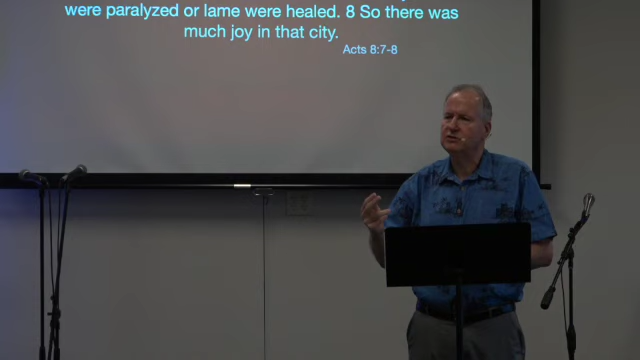 were paralyzed or lame were healed. 8 So there was
much joy in that city.
Acts 8:7-8